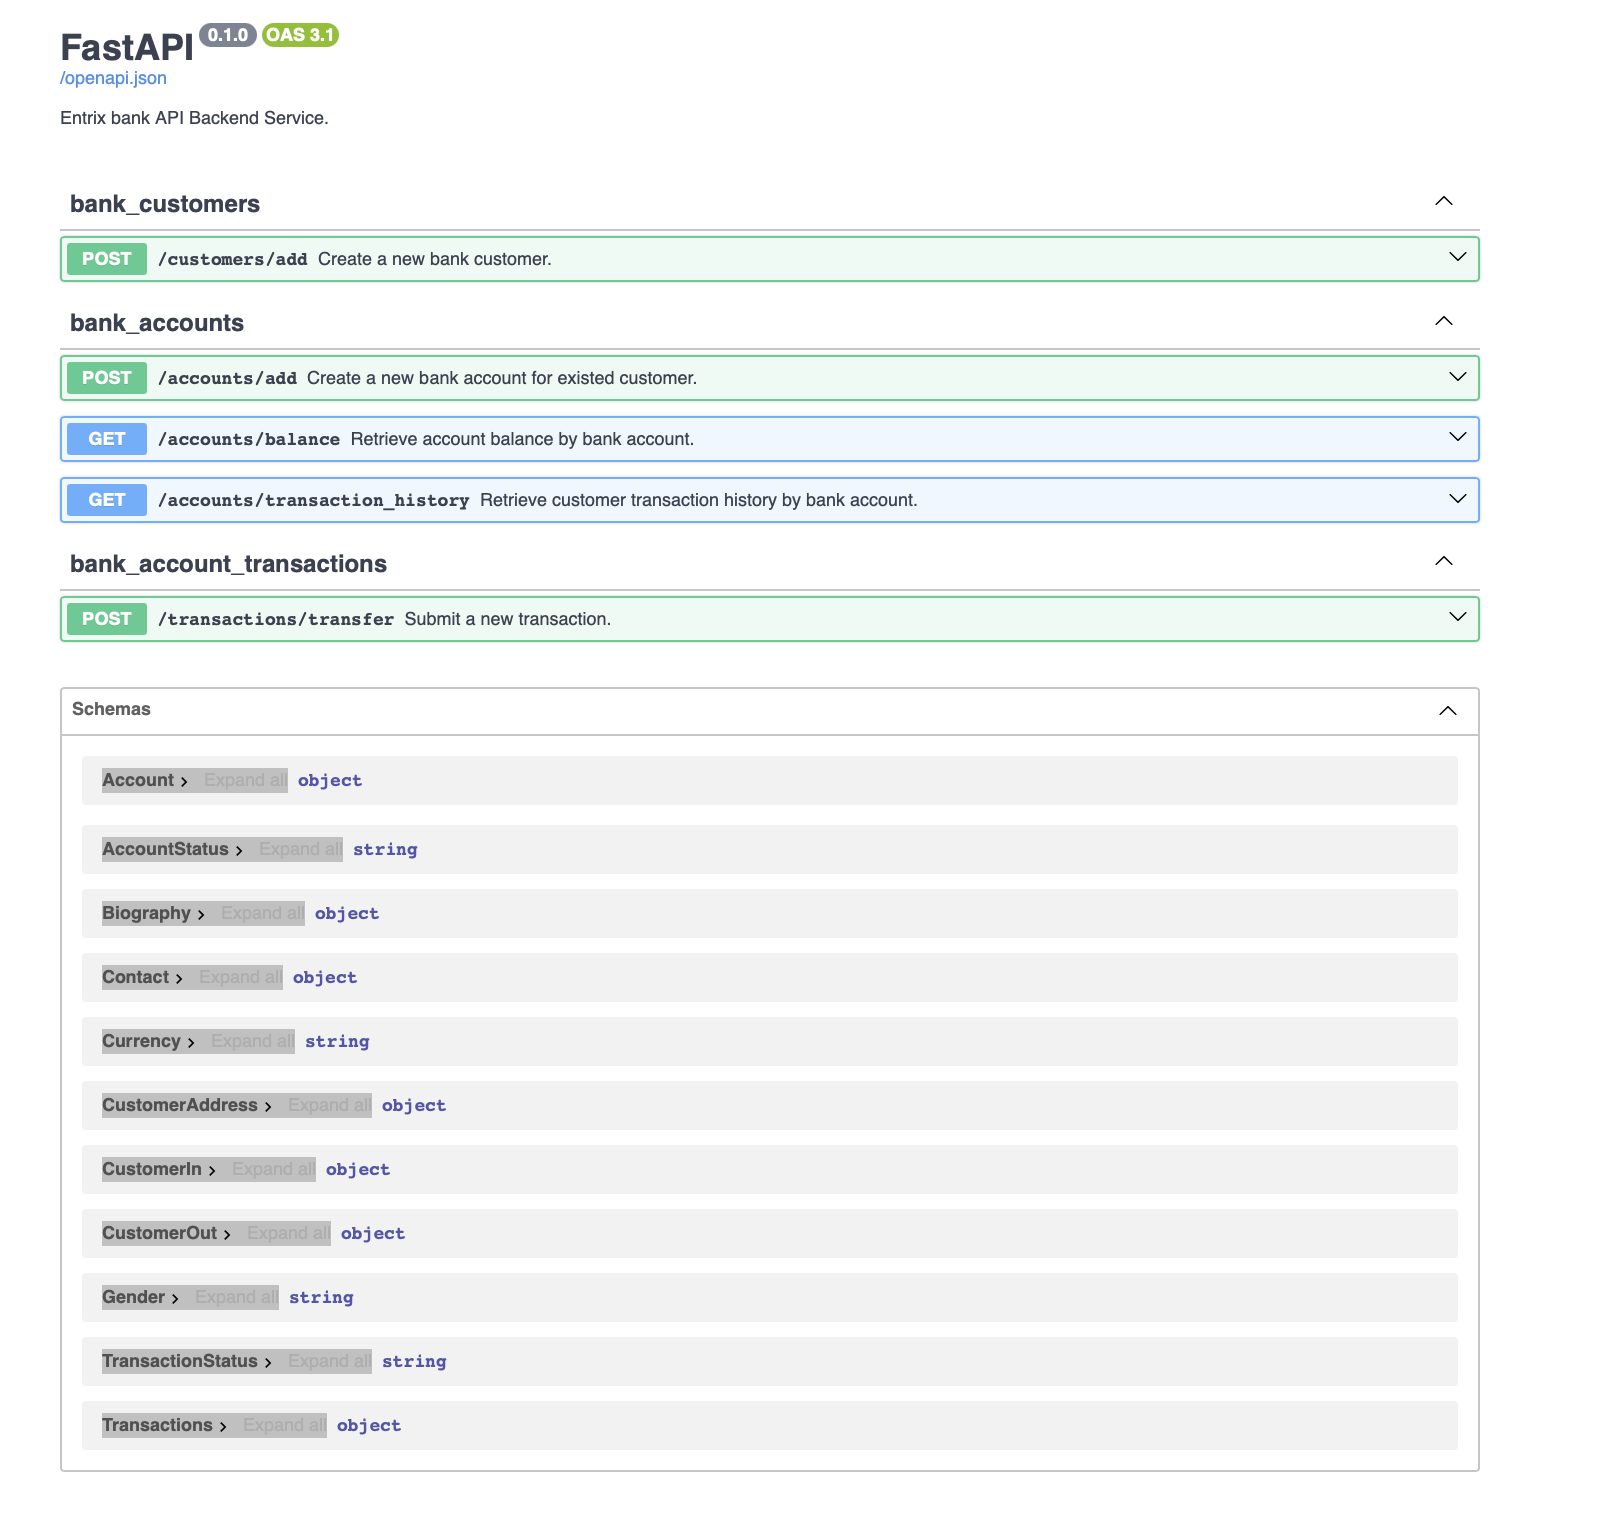 FastAPI 0.1.0 OAS 3.1
/openapi.json
Entrix bank API Backend Service.
bank_customers
POST /customers/add Create a new bank customer.
bank_accounts
POST /accounts/add Create a new bank account for existed customer.
GET /accounts/balance Retrieve account balance by bank account.
GET /accounts/transaction_history Retrieve customer transaction history by bank account.
bank_account_transactions
POST /transactions/transfer Submit a new transaction.
Schemas
Account Expand all object
AccountStatus Expand all string
Biography Expand all object
Contact Expand all object
Currency Expand all string
CustomerAddress Expand all object
CustomerIn Expand all object
CustomerOut Expand all object
Gender Expand all string
TransactionStatus Expand all string
Transactions Expand all object